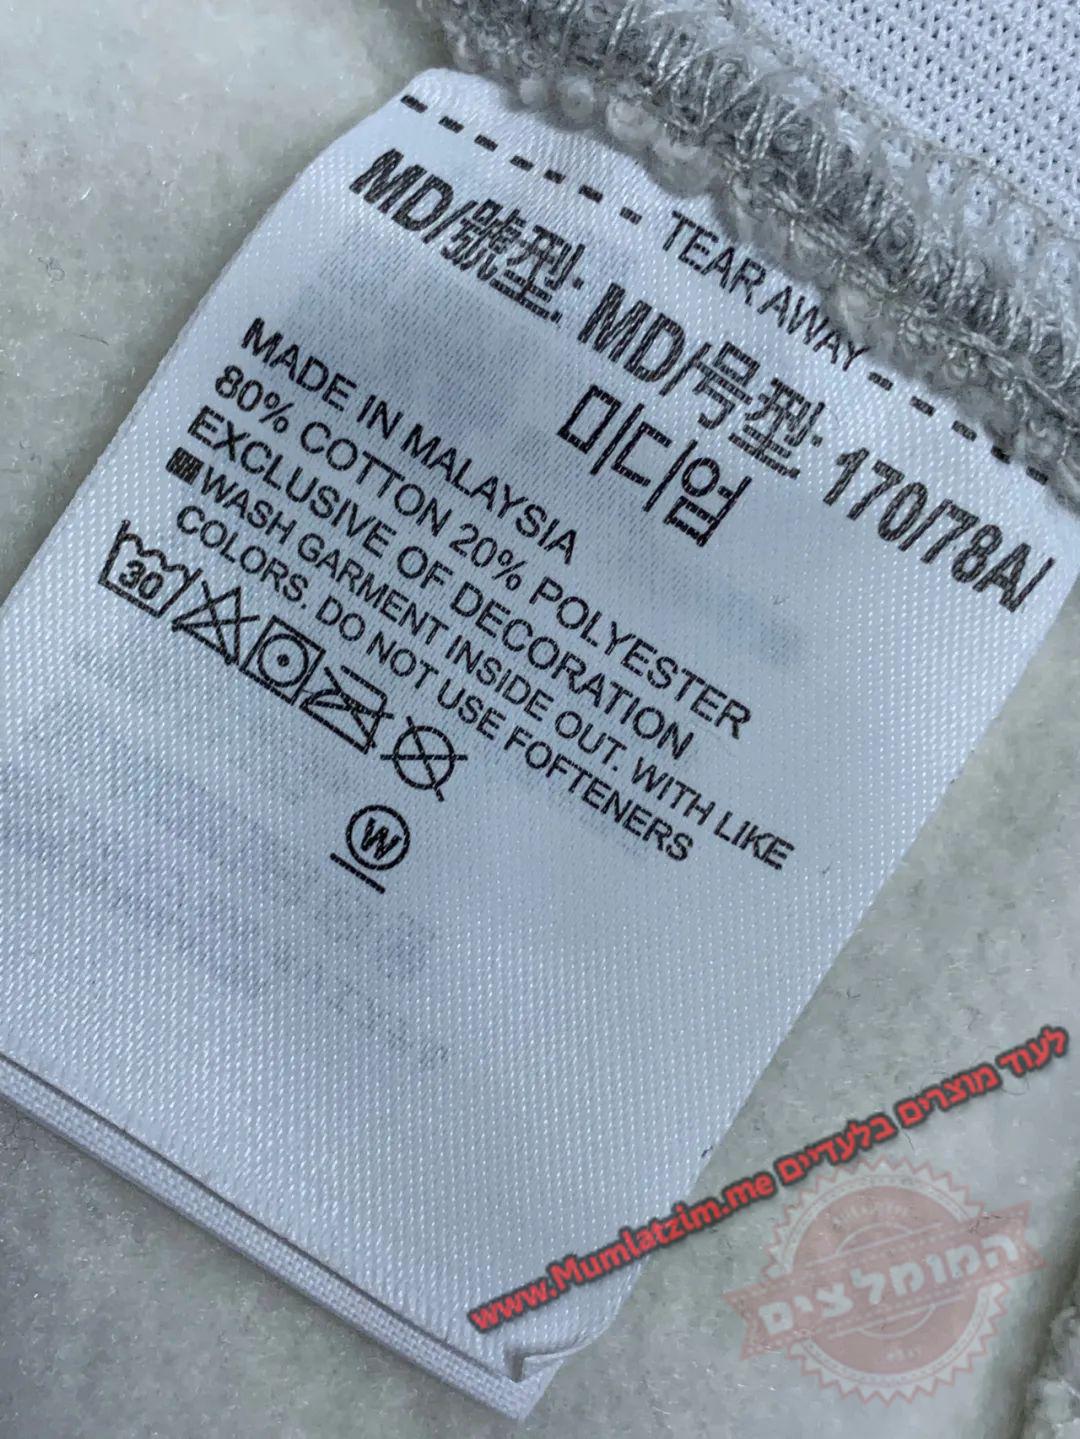 TEAR AWAY
MD/號型: MD/号型: 170/78A/
미디엄
MADE IN MALAYSIA
80% COTTON 20% POLYESTER
EXCLUSIVE OF DECORATION
WASH GARMENT INSIDE OUT. WITH LIKE
COLORS. DO NOT USE FOFTENERS
30
W
לעוד מוצרים בלעדיים www.Mumlatzim.me
המומלצים